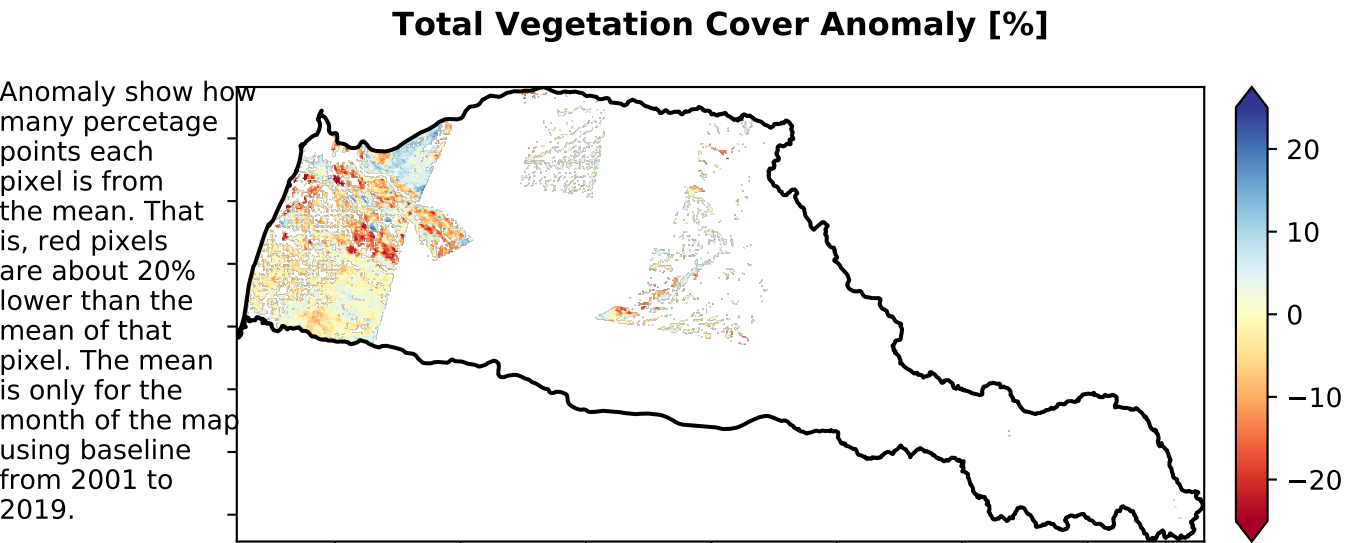 Total Vegetation Cover Anomaly [%]
Anomaly show how
many percetage
points each
pixel is from
the mean. That
is, red pixels
are about 20%
lower than the
mean of that
pixel. The mean
is only for the
month of the map
using baseline
from 2001 to
2019.
20
10
0
−10
−20